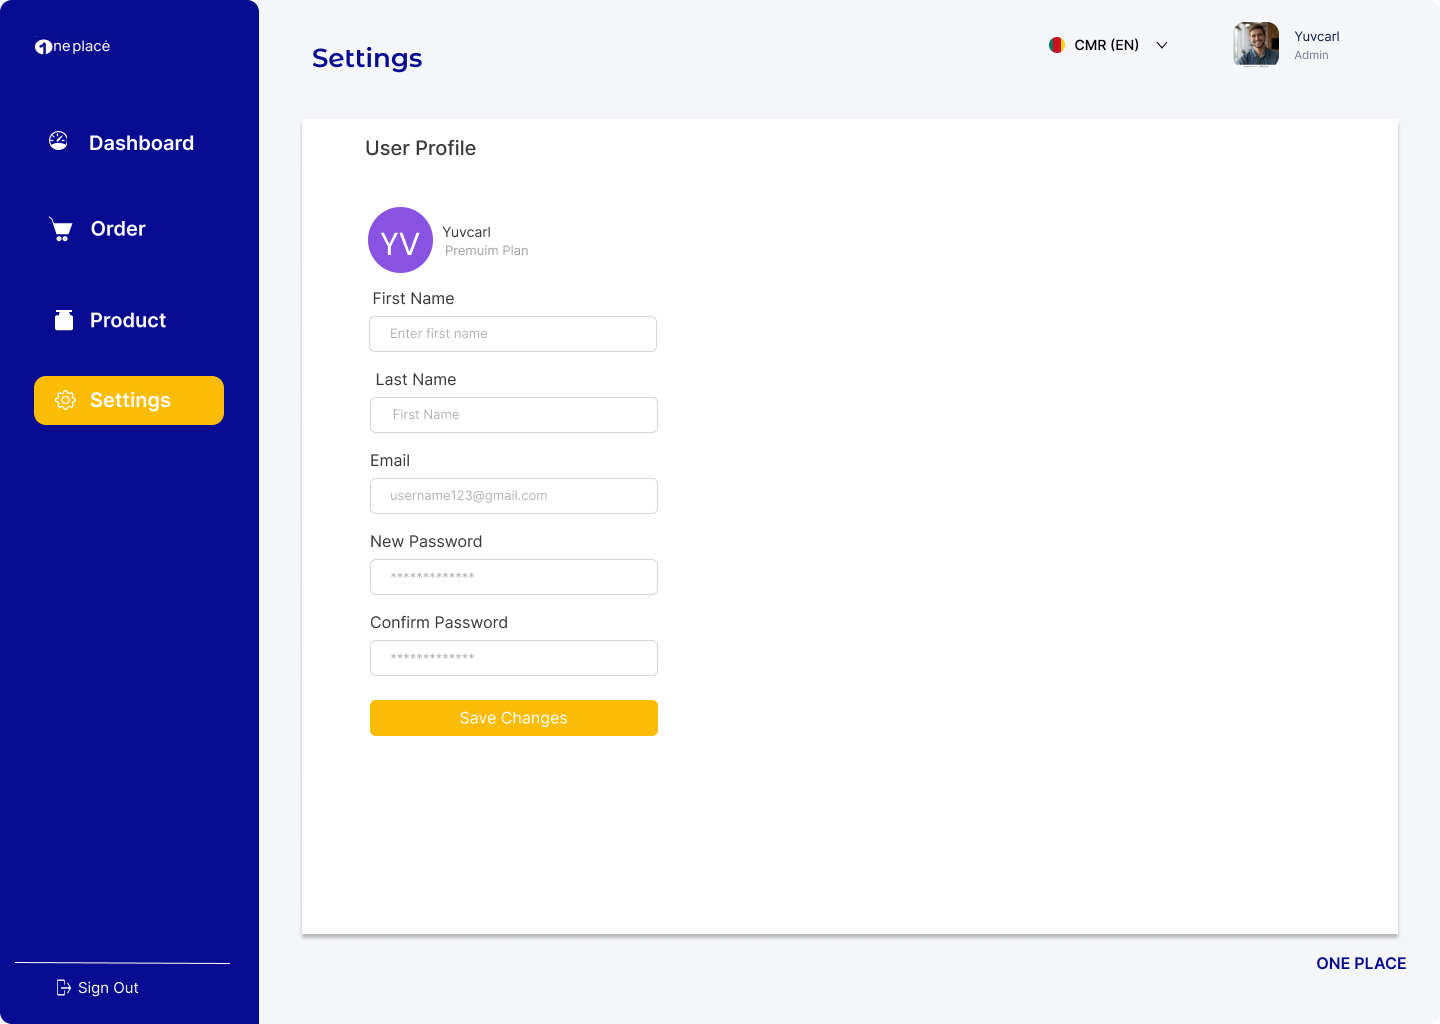 1ne placė
Settings
CMR (EN)
Yuvcarl
Admin
Dashboard
Order
Product
Settings
Sign Out
User Profile
YV
Yuvcarl
Premuim Plan
First Name
Enter first name
Last Name
First Name
Email
username123@gmail.com
New Password
*************
Confirm Password
*************
Save Changes
ONE PLACE